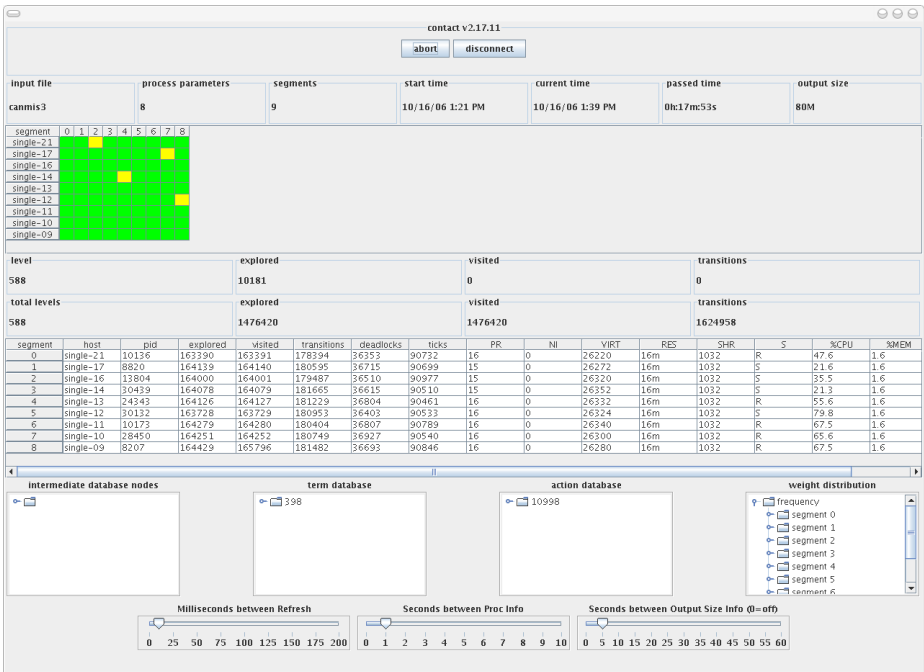 contact v2.17.11
abort disconnect
input file process parameters segments start time current time passed time output size
canmis3 8 9 10/16/06 1:21 PM 10/16/06 1:39 PM 0h:17m:53s 80M
segment 0 1 2 3 4 5 6 7 8
single-21
single-17
single-16
single-14
single-13
single-12
single-11
single-10
single-09
level explored visited transitions
588 10181 0 0
total levels explored visited transitions
588 1476420 1476420 1624958
segment host pid explored visited transitions deadlocks ticks PR NI VIRT RES SHR S %CPU %MEM
0 single-21 10136 163390 163391 178394 36353 90732 16 0 26220 16m 1032 R 47.6 1.6
1 single-17 8820 164139 164140 180595 36715 90699 15 0 26272 16m 1032 S 21.6 1.6
2 single-16 13804 164000 164001 179487 36510 90977 15 0 26320 16m 1032 S 35.5 1.6
3 single-14 30439 164078 164079 181665 36615 90510 15 0 26352 16m 1032 S 21.3 1.6
4 single-13 24343 164126 164127 181229 36804 90461 16 0 26332 16m 1032 R 55.6 1.6
5 single-12 30132 163728 163729 180953 36403 90533 16 0 26324 16m 1032 S 79.8 1.6
6 single-11 10173 164279 164280 180404 36807 90789 16 0 26340 16m 1032 R 67.5 1.6
7 single-10 28450 164251 164252 180749 36927 90540 16 0 26300 16m 1032 R 65.6 1.6
8 single-09 8207 164429 165796 181482 36693 90846 16 0 26280 16m 1032 R 67.5 1.6
intermediate database nodes term database action database weight distribution
398 10998 frequency
segment 0
segment 1
segment 2
segment 3
segment 4
segment 5
segment 6
Milliseconds between Refresh Seconds between Proc Info Seconds between Output Size Info (0=off)
0 25 50 75 100 125 150 175 200 0 1 2 3 4 5 6 7 8 9 10 0 5 10 15 20 25 30 35 40 45 50 55 60